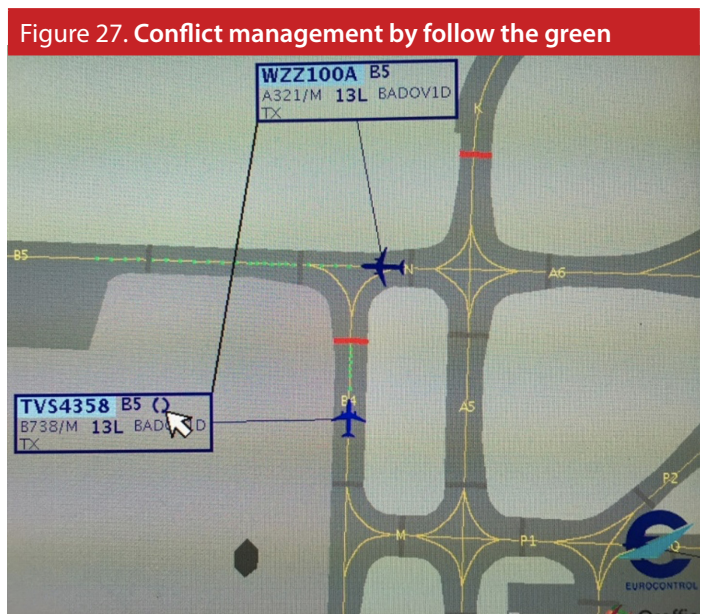 Figure 27. Conflict management by follow the green
WZZ100A B5
A321/M 13L BADOV1D
TX
K
B5
N
A6
TVS4358 B5 ()
B738/M 13L
TX
B4
A5
P2
M
P1
EUROCONTROL